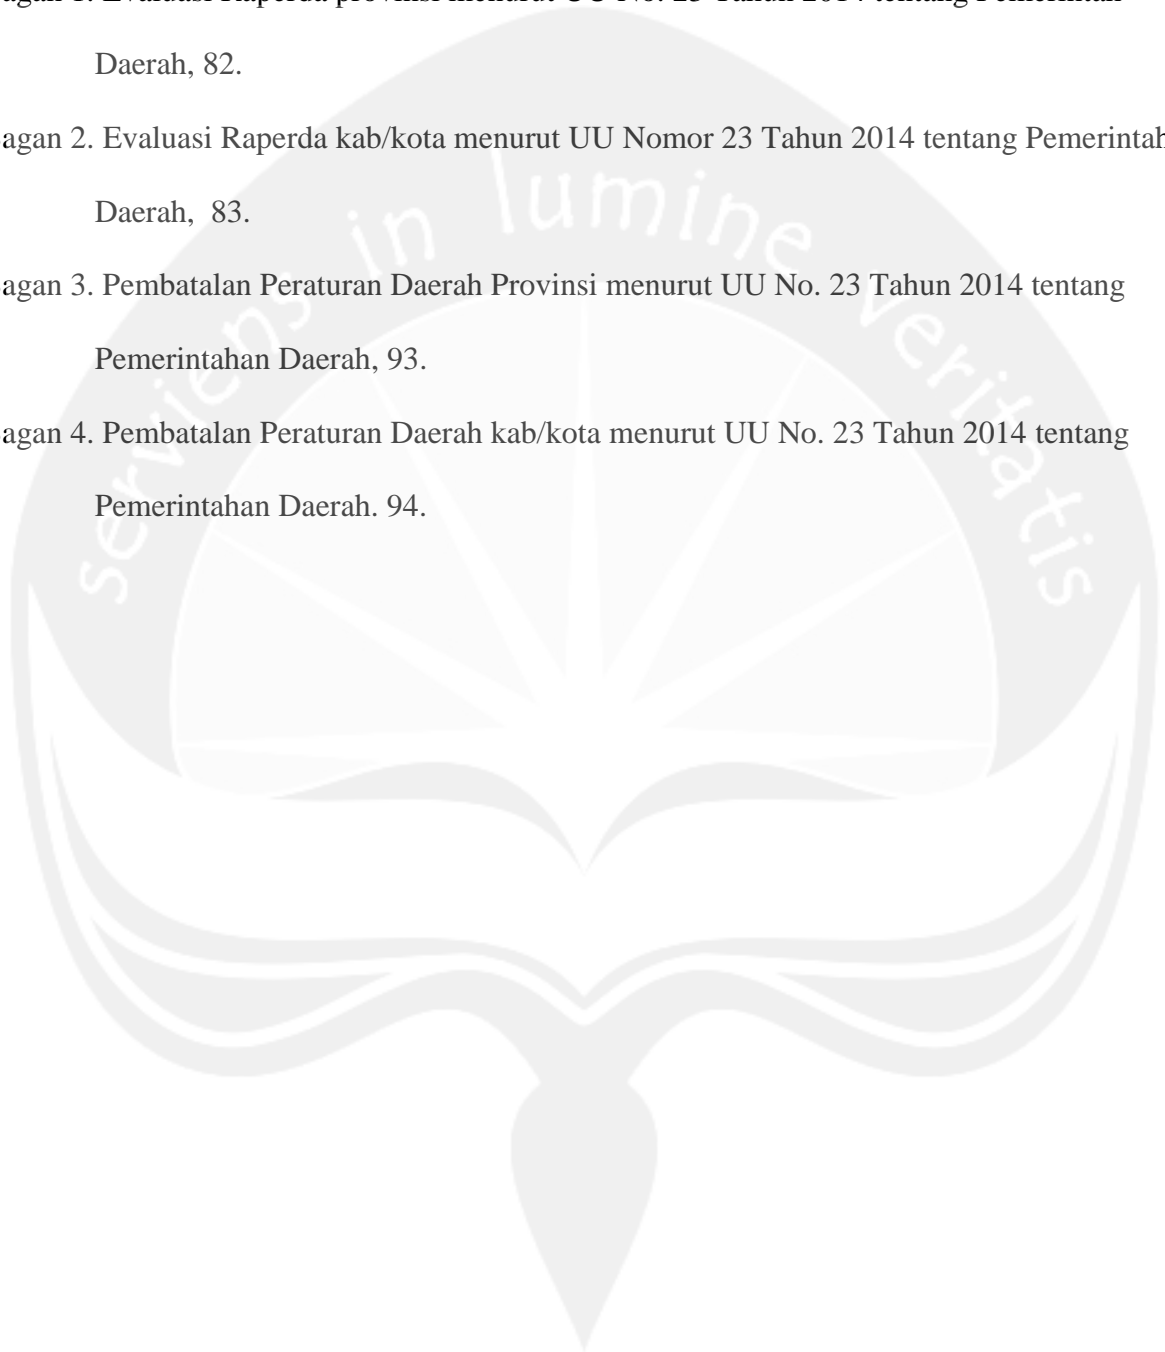 agan 1. Evaluasi Raperda provinsi menurut UU No. 23 Tahun 2014 tentang Pemerintah
Daerah, 82.
agan 2. Evaluasi Raperda kab/kota menurut UU Nomor 23 Tahun 2014 tentang Pemerintah
Daerah, 83.
agan 3. Pembatalan Peraturan Daerah Provinsi menurut UU No. 23 Tahun 2014 tentang
Pemerintahan Daerah, 93.
agan 4. Pembatalan Peraturan Daerah kab/kota menurut UU No. 23 Tahun 2014 tentang
Pemerintahan Daerah. 94.
serviens in lumine veritatis